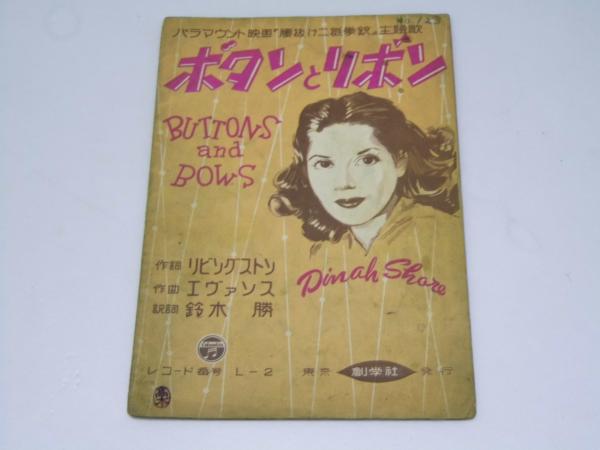 No. 123
パラマウント映画"腰抜け二挺拳銃"主題歌
ボタンとリボン
BUTTONS
and
BOWS
Dinah Shore
作詞 リビングストン
作曲 エヴァンス
訳詞 鈴木 勝
Columbia
レコード番号 L-2 東京 創学社 発行